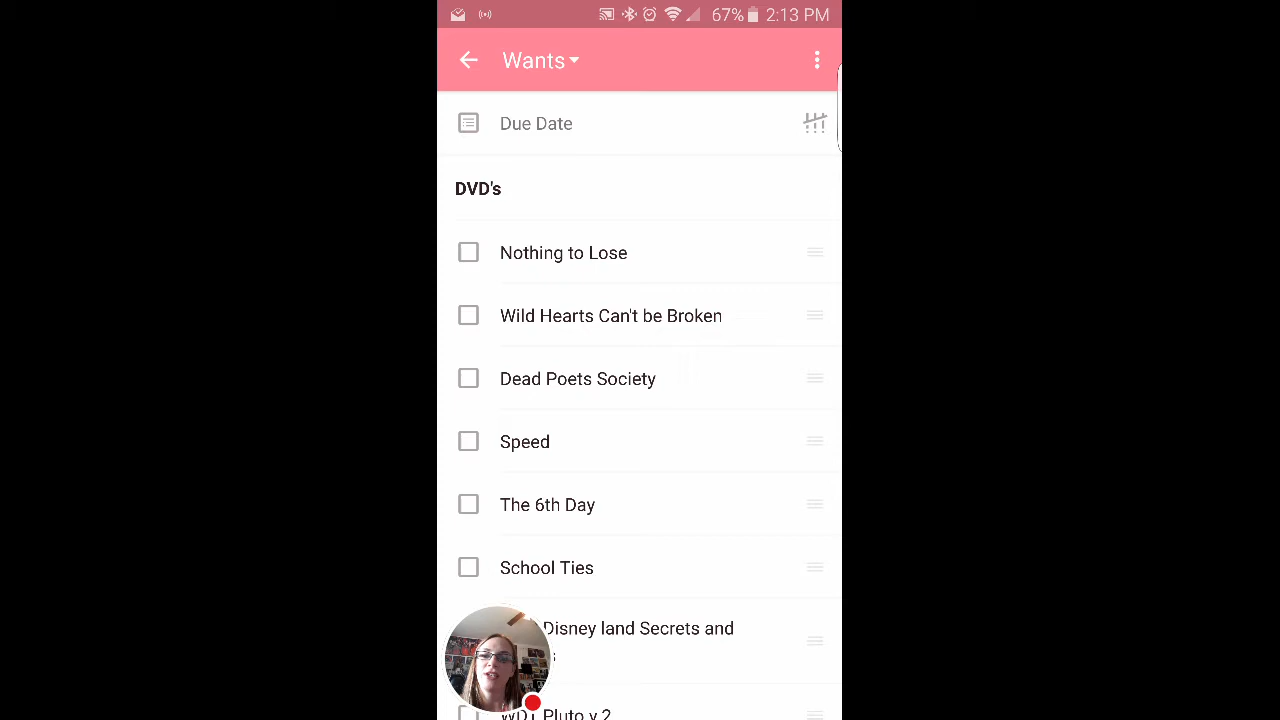 67% 2:13 PM
Wants
Due Date
DVD's
Nothing to Lose
Wild Hearts Can't be Broken
Dead Poets Society
Speed
The 6th Day
School Ties
Disney land Secrets and
Pluto v 2